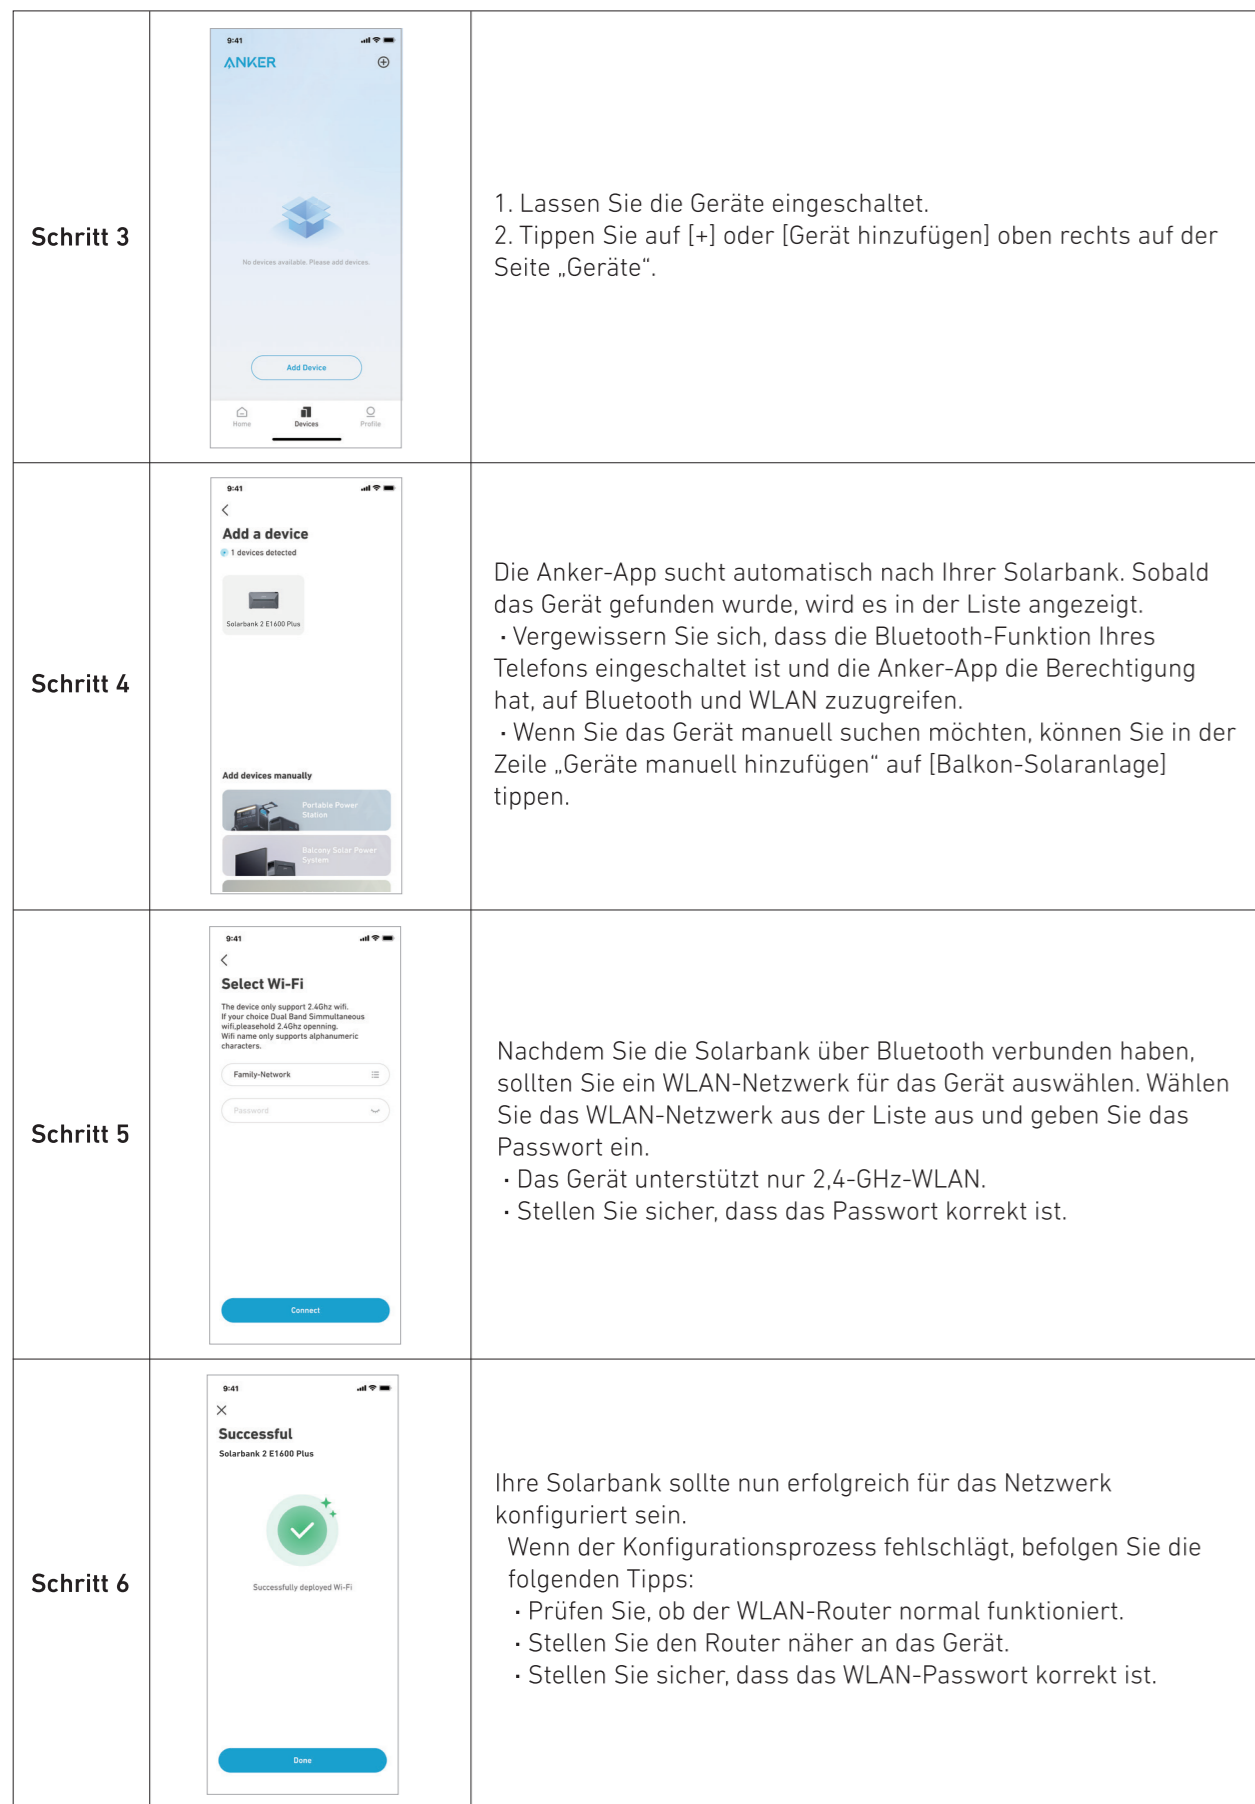 Schritt 3
9:41
ANKER
No devices available. Please add devices.
Add Device
Home
Devices
Profile
1. Lassen Sie die Geräte eingeschaltet.
2. Tippen Sie auf [+] oder [Gerät hinzufügen] oben rechts auf der
Seite „Geräte“.
Schritt 4
9:41
Add a device
1 devices detected
Solarbank 2 E1600 Plus
Add devices manually
Portable Power
Station
Balcany Solar Power
System
Die Anker-App sucht automatisch nach Ihrer Solarbank. Sobald
das Gerät gefunden wurde, wird es in der Liste angezeigt.
· Vergewissern Sie sich, dass die Bluetooth-Funktion Ihres
Telefons eingeschaltet ist und die Anker-App die Berechtigung
hat, auf Bluetooth und WLAN zuzugreifen.
· Wenn Sie das Gerät manuell suchen möchten, können Sie in der
Zeile „Geräte manuell hinzufügen“ auf [Balkon-Solaranlage]
tippen.
Schritt 5
9:41
Select Wi-Fi
The device only support 2.4Ghz wifi.
If your choice Dual Band Simmultaneous
wifi,pleasehold 2.4Ghz openning.
Wifi name only supports alphanumeric
characters.
Family-Network
Password
Connect
Nachdem Sie die Solarbank über Bluetooth verbunden haben,
sollten Sie ein WLAN-Netzwerk für das Gerät auswählen. Wählen
Sie das WLAN-Netzwerk aus der Liste aus und geben Sie das
Passwort ein.
· Das Gerät unterstützt nur 2,4-GHz-WLAN.
· Stellen Sie sicher, dass das Passwort korrekt ist.
Schritt 6
9:41
Successful
Solarbank 2 E1600 Plus
Successfully deployed Wi-Fi
Done
Ihre Solarbank sollte nun erfolgreich für das Netzwerk
konfiguriert sein.
Wenn der Konfigurationsprozess fehlschlägt, befolgen Sie die
folgenden Tipps:
· Prüfen Sie, ob der WLAN-Router normal funktioniert.
· Stellen Sie den Router näher an das Gerät.
· Stellen Sie sicher, dass das WLAN-Passwort korrekt ist.